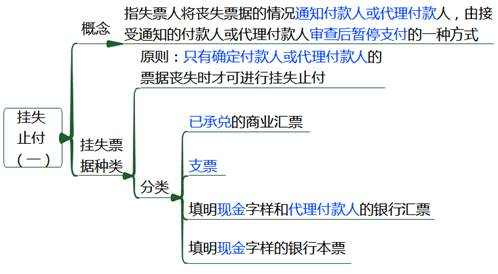 挂失
止付
（一）
概念
指失票人将丧失票据的情况通知付款人或代理付款人，由接
受通知的付款人或代理付款人审查后暂停支付的一种方式
挂失票
据种类
原则：只有确定付款人或代理付款人的
票据丧失时才可进行挂失止付
分类
已承兑的商业汇票
支票
填明现金字样和代理付款人的银行汇票
填明现金字样的银行本票